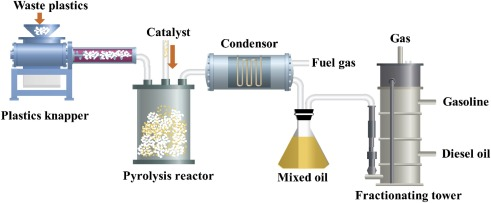 Waste plastics
Catalyst
Condensor
Gas
Fuel gas
Gasoline
Plastics knapper
Diesel oil
Pyrolysis reactor
Mixed oil
Fractionating tower